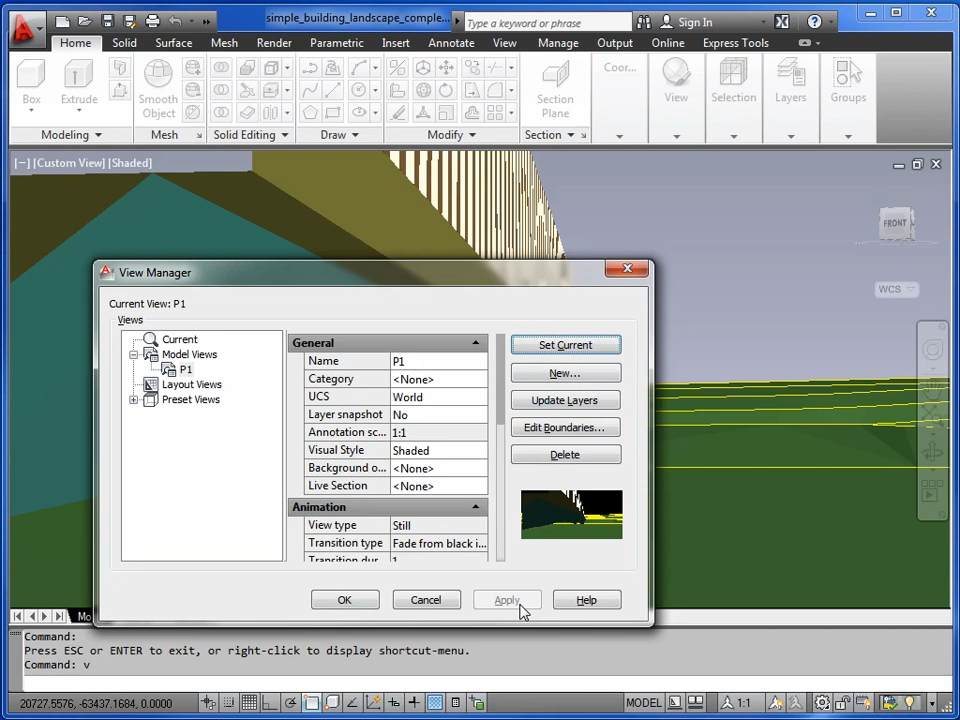 simple_building_landscape_comple...
Type a keyword or phrase
Sign In
Home Solid Surface Mesh Render Parametric Insert Annotate View Manage Output Online Express Tools
Box
Extrude
Smooth
Object
Section
Plane
Coor...
View
Selection
Layers
Groups
Modeling
Mesh
Solid Editing
Draw
Modify
Section
[−] [Custom View] [Shaded]
FRONT
WCS
View Manager
Current View: P1
Views
Current
Model Views
P1
Layout Views
Preset Views
General
Name P1
Category <None>
UCS World
Layer snapshot No
Annotation sc... 1:1
Visual Style Shaded
Background o... <None>
Live Section <None>
Animation
View type Still
Transition type Fade from black i...
Transition dur 1
Set Current
New...
Update Layers
Edit Boundaries...
Delete
OK
Cancel
Apply
Help
Mo
Command:
Press ESC or ENTER to exit, or right-click to display shortcut-menu.
Command: v
20727.5576, -63437.1684, 0.0000
MODEL
1:1